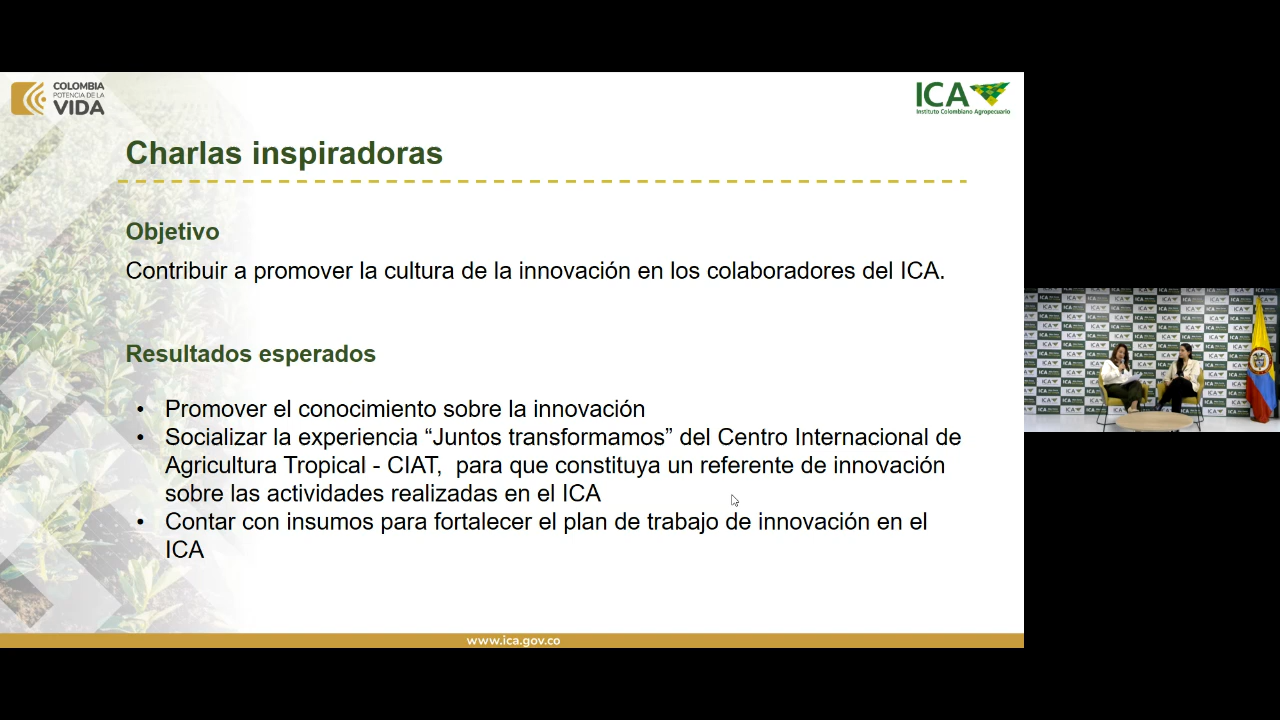 COLOMBIA
POTENCIA DE LA
VIDA
ICA
Instituto Colombiano Agropecuario
Charlas inspiradoras
Objetivo
Contribuir a promover la cultura de la innovación en los colaboradores del ICA.
Resultados esperados
• Promover el conocimiento sobre la innovación
• Socializar la experiencia “Juntos transformamos” del Centro Internacional de
Agricultura Tropical - CIAT,  para que constituya un referente de innovación
sobre las actividades realizadas en el ICA
• Contar con insumos para fortalecer el plan de trabajo de innovación en el
ICA
www.ica.gov.co